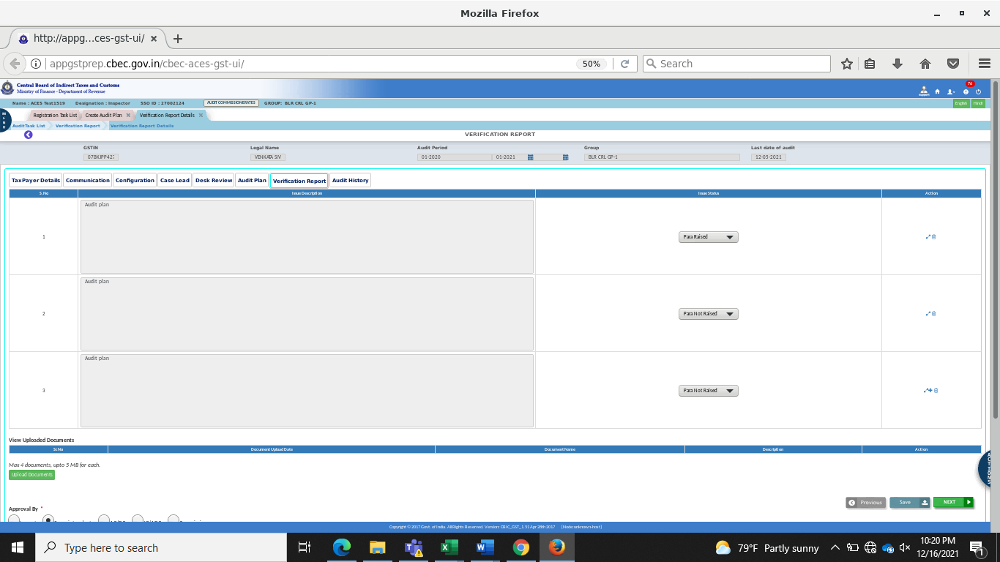 Mozilla Firefox
http://appg...ces-gst-ui/
appgstprep.cbec.gov.in/cbec-aces-gst-ui/
50%
Search
Central Board of Indirect Taxes and Customs
Ministry of Finance - Department of Revenue
76
Name : ACES Test1519 Designation : Inspector SSO ID : 27002124 AUDIT COMMISSIONERATES GROUP: BLR CRL GP-1
English Hindi
MENU
Registration Task List Create Audit Plan Verification Report Details
AuditTask List Verification Report Verification Report Details
VERIFICATION REPORT
GSTIN Legal Name Audit Period Group Last date of audit
07BKJPP427 VENKATA SIV 01-2020 01-2021 BLR CRL GP-1 12-05-2021
TaxPayer Details Communication Configuration Case Lead Desk Review Audit Plan Verification Report Audit History
S.No Issue Description Issue Status Action
Audit plan
1 Para Raised
Audit plan
2 Para Not Raised
Audit plan
3 Para Not Raised
View Uploaded Documents
Sr.No Document Upload Date Document Name Description Action
Max 4 documents, upto 5 MB for each.
Upload Documents
ACTIONS
Previous Save NEXT
Approval By *
Copyright © 2017 Govt. of India. All Rights Reserved. Version: CBIC_GST_1.51 Apr 28th 2017 [Node:unknown-host]
Type here to search
79°F Partly sunny
10:20 PM
12/16/2021
1